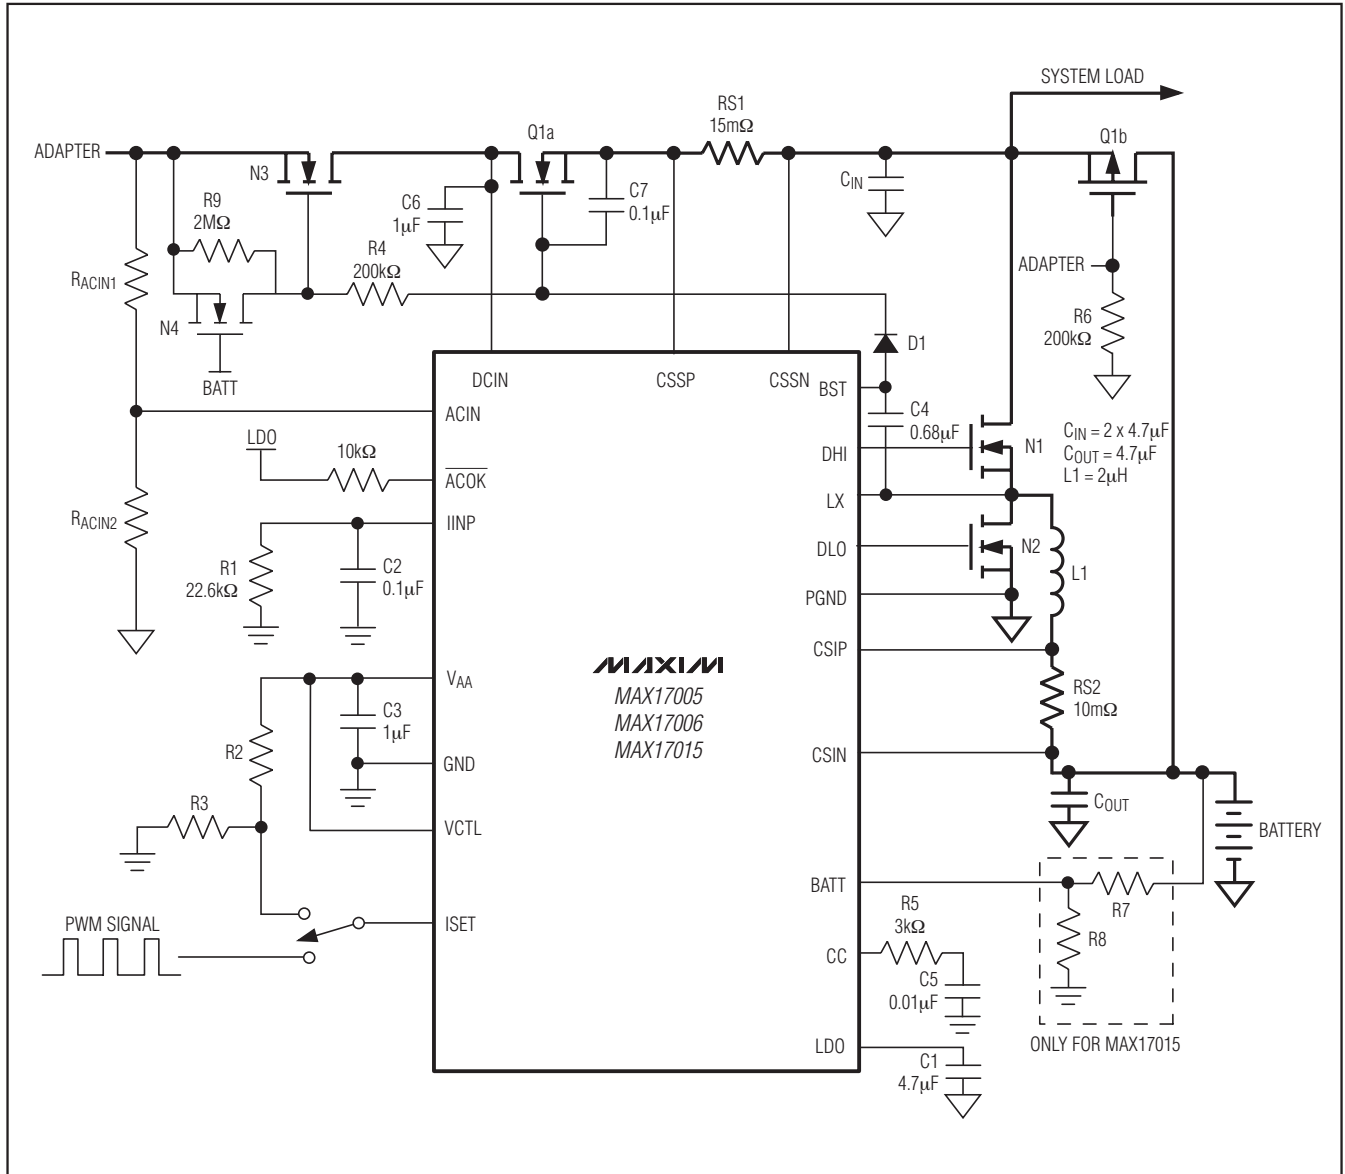 SYSTEM LOAD
RS1
15mΩ
ADAPTER
N3
Q1a
Q1b
C6
1µF
C7
0.1µF
CIN
R9
2MΩ
R4
200kΩ
ADAPTER
RACIN1
N4
BATT
R6
200kΩ
D1
DCIN
CSSP
CSSN
BST
ACIN
C4
0.68µF
CIN = 2 x 4.7µF
COUT = 4.7µF
L1 = 2µH
LDO
10kΩ
ACOK
DHI
N1
LX
RACIN2
IINP
R1
22.6kΩ
C2
0.1µF
DLO
N2
L1
PGND
CSIP
MAXIM
MAX17005
MAX17006
MAX17015
VAA
RS2
10mΩ
C3
1µF
R2
GND
CSIN
R3
VCTL
COUT
BATTERY
BATT
R7
R8
PWM SIGNAL
ISET
R5
3kΩ
CC
C5
0.01µF
LDO
ONLY FOR MAX17015
C1
4.7µF